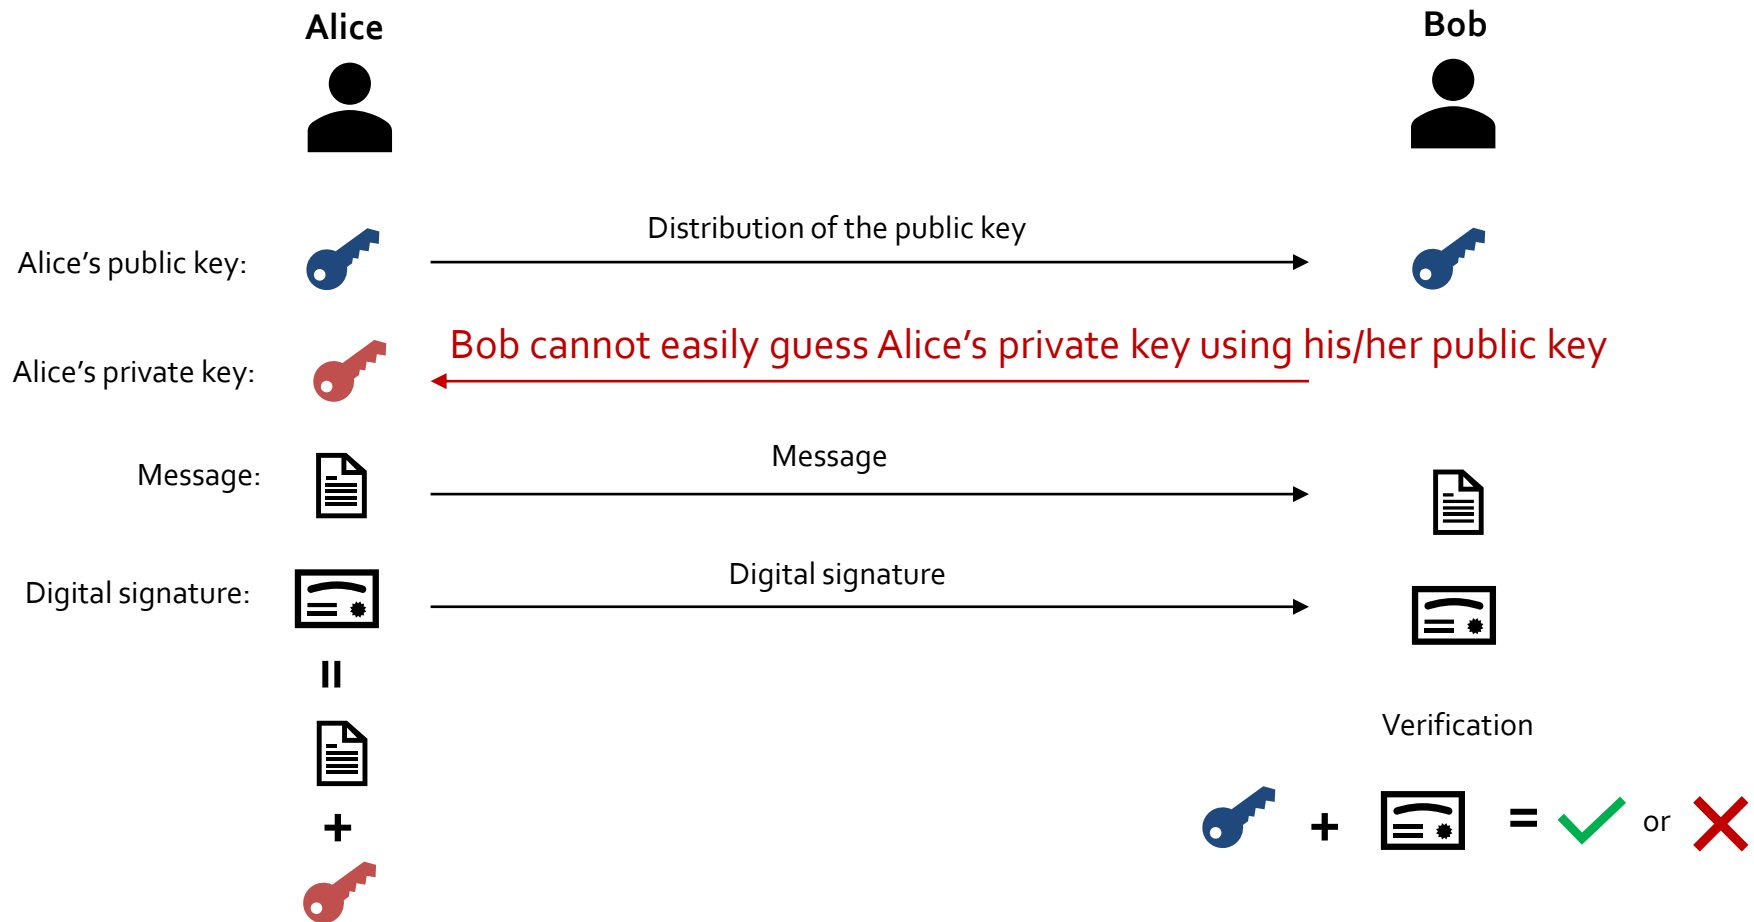 Alice
Bob
Distribution of the public key
Alice’s public key:
Bob cannot easily guess Alice’s private key using his/her public key
Alice’s private key:
Message
Message:
Digital signature
Digital signature:
=
Verification
+
+ = or